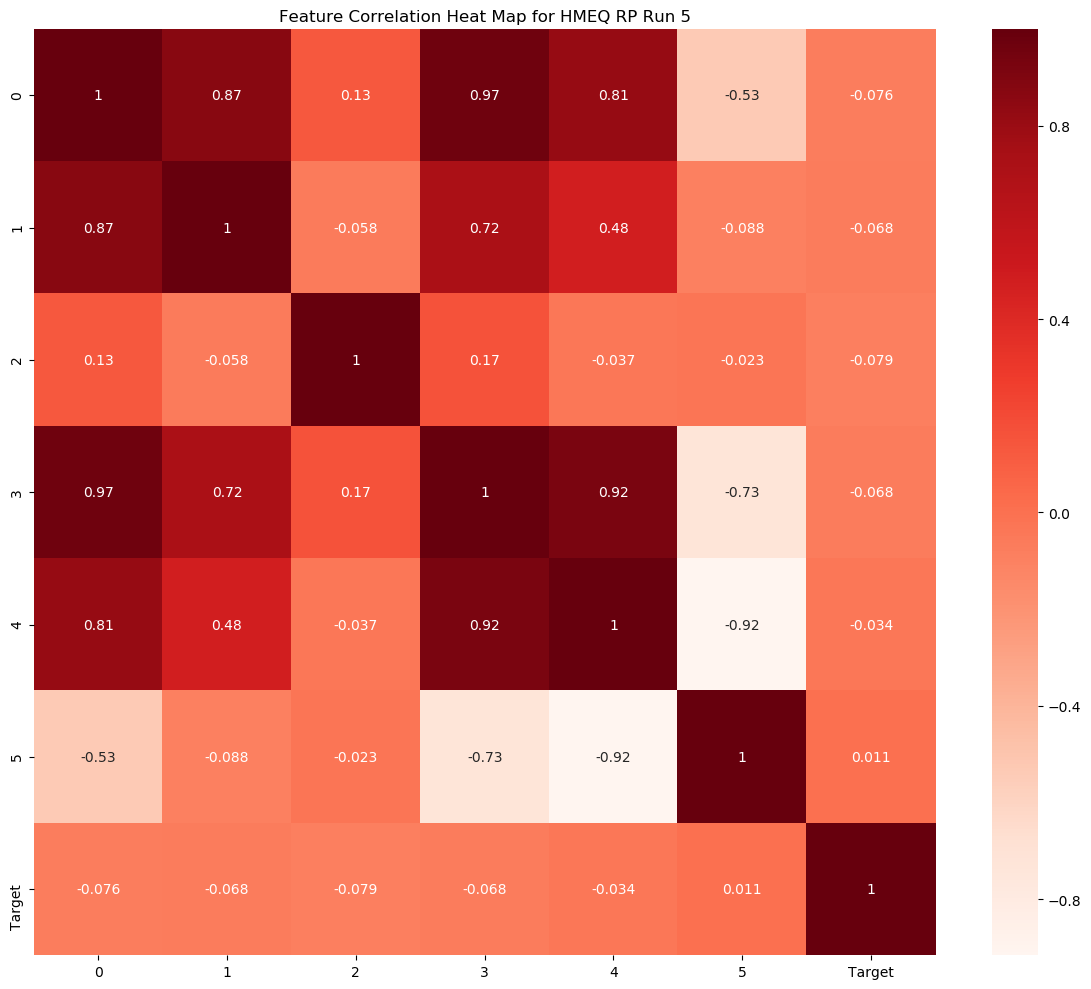 Feature Correlation Heat Map for HMEQ RP Run 5
0 1 0.87 0.13 0.97 0.81 -0.53 -0.076
1 0.87 1 -0.058 0.72 0.48 -0.088 -0.068
2 0.13 -0.058 1 0.17 -0.037 -0.023 -0.079
3 0.97 0.72 0.17 1 0.92 -0.73 -0.068
4 0.81 0.48 -0.037 0.92 1 -0.92 -0.034
5 -0.53 -0.088 -0.023 -0.73 -0.92 1 0.011
Target -0.076 -0.068 -0.079 -0.068 -0.034 0.011 1
0 1 2 3 4 5 Target
0.8
0.4
0.0
−0.4
−0.8